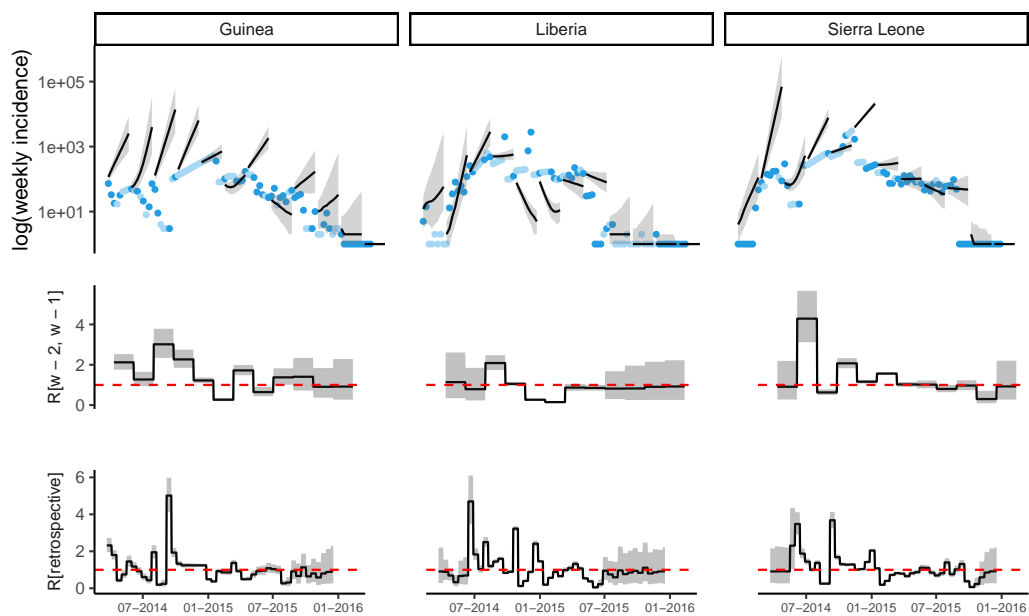 Guinea
Liberia
Sierra Leone
log(weekly incidence)
1e+05
1e+03
1e+01
R[w − 2, w − 1]
4
2
0
R[retrospective]
6
4
2
0
07−2014 01−2015 07−2015 01−2016
07−2014 01−2015 07−2015 01−2016
07−2014 01−2015 07−2015 01−2016